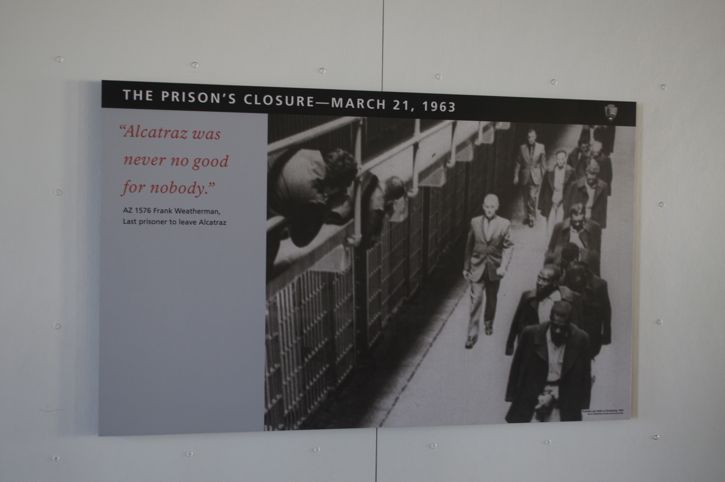 THE PRISON'S CLOSURE—MARCH 21, 1963
“Alcatraz was
never no good
for nobody.”
AZ 1576 Frank Weatherman,
Last prisoner to leave Alcatraz